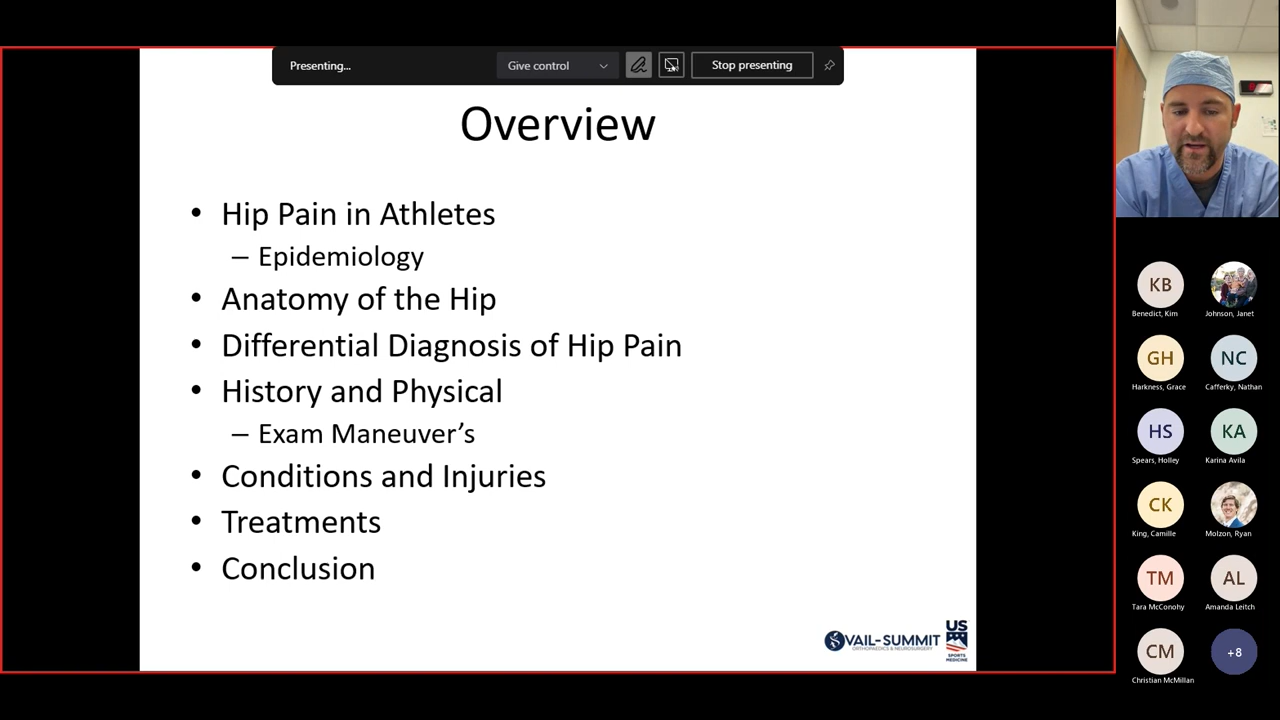 Presenting...
Give control
Stop presenting
Overview
• Hip Pain in Athletes
– Epidemiology
• Anatomy of the Hip
• Differential Diagnosis of Hip Pain
• History and Physical
– Exam Maneuver’s
• Conditions and Injuries
• Treatments
• Conclusion
VAIL-SUMMIT
ORTHOPAEDICS & NEUROSURGERY
US
SPORTS
MEDICINE
KB
Benedict, Kim
Johnson, Janet
GH
Harkness, Grace
NC
Cafferky, Nathan
HS
Spears, Holley
KA
Karina Avila
CK
King, Camille
Molzon, Ryan
TM
Tara McConohy
AL
Amanda Leitch
CM
Christian McMillan
+8